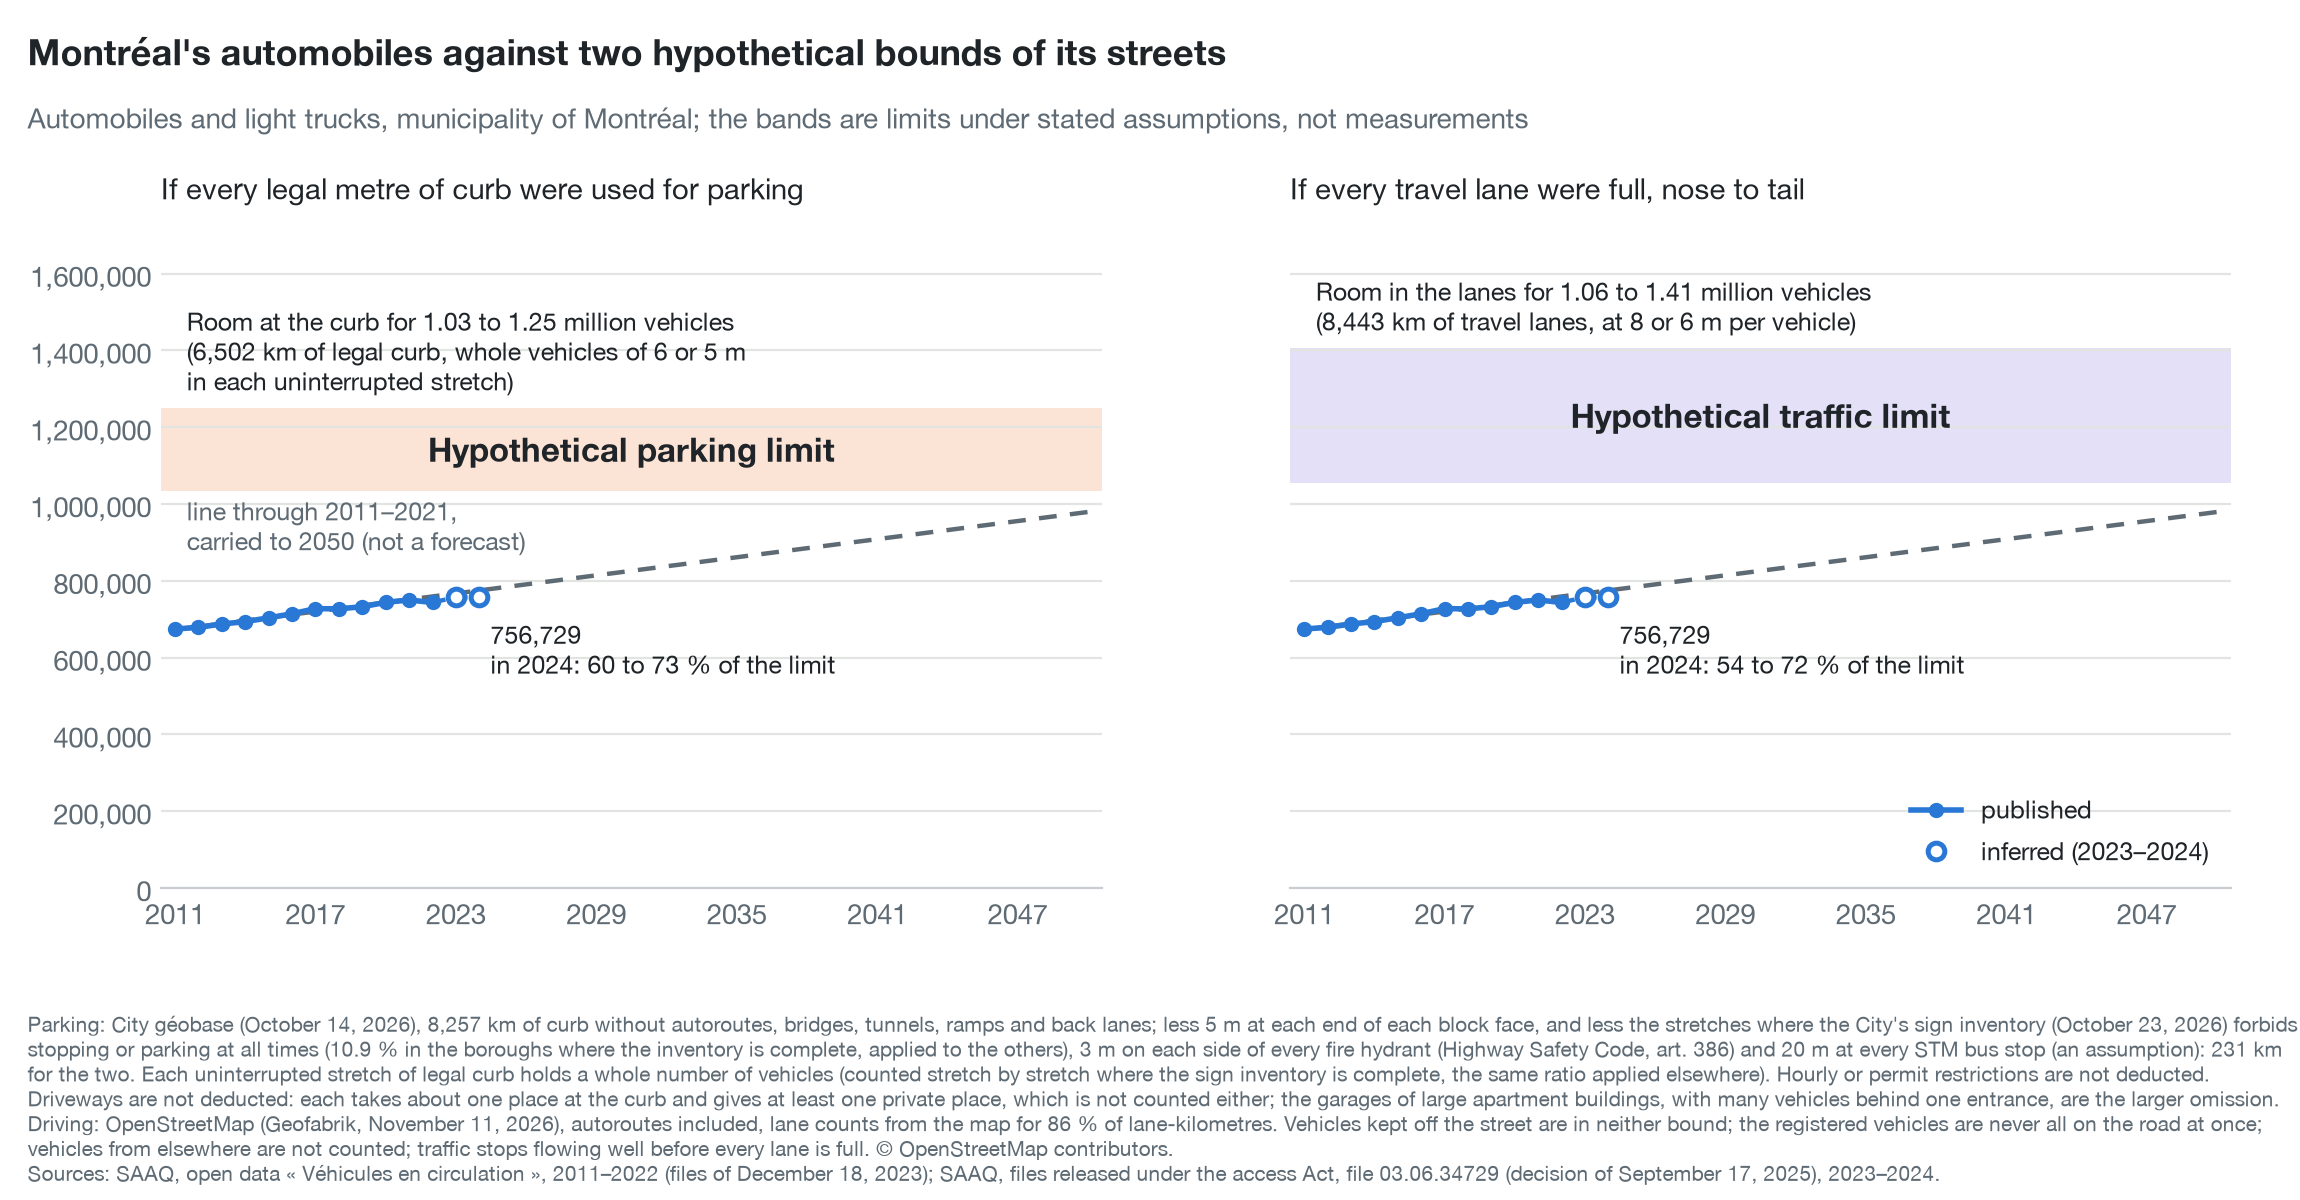 Montréal's automobiles against two hypothetical bounds of its streets
Automobiles and light trucks, municipality of Montréal; the bands are limits under stated assumptions, not measurements
If every legal metre of curb were used for parking
1,600,000
1,400,000
1,200,000
1,000,000
800,000
600,000
400,000
200,000
0
Room at the curb for 1.03 to 1.25 million vehicles
(6,502 km of legal curb, whole vehicles of 6 or 5 m
in each uninterrupted stretch)
Hypothetical parking limit
line through 2011–2021,
carried to 2050 (not a forecast)
756,729
in 2024: 60 to 73 % of the limit
2011 2017 2023 2029 2035 2041 2047
If every travel lane were full, nose to tail
Room in the lanes for 1.06 to 1.41 million vehicles
(8,443 km of travel lanes, at 8 or 6 m per vehicle)
Hypothetical traffic limit
756,729
in 2024: 54 to 72 % of the limit
published
inferred (2023–2024)
2011 2017 2023 2029 2035 2041 2047
Parking: City géobase (October 14, 2026), 8,257 km of curb without autoroutes, bridges, tunnels, ramps and back lanes; less 5 m at each end of each block face, and less the stretches where the City's sign inventory (October 23, 2026) forbids
stopping or parking at all times (10.9 % in the boroughs where the inventory is complete, applied to the others), 3 m on each side of every fire hydrant (Highway Safety Code, art. 386) and 20 m at every STM bus stop (an assumption): 231 km
for the two. Each uninterrupted stretch of legal curb holds a whole number of vehicles (counted stretch by stretch where the sign inventory is complete, the same ratio applied elsewhere). Hourly or permit restrictions are not deducted.
Driveways are not deducted: each takes about one place at the curb and gives at least one private place, which is not counted either; the garages of large apartment buildings, with many vehicles behind one entrance, are the larger omission.
Driving: OpenStreetMap (Geofabrik, November 11, 2026), autoroutes included, lane counts from the map for 86 % of lane-kilometres. Vehicles kept off the street are in neither bound; the registered vehicles are never all on the road at once;
vehicles from elsewhere are not counted; traffic stops flowing well before every lane is full. © OpenStreetMap contributors.
Sources: SAAQ, open data « Véhicules en circulation », 2011–2022 (files of December 18, 2023); SAAQ, files released under the access Act, file 03.06.34729 (decision of September 17, 2025), 2023–2024.